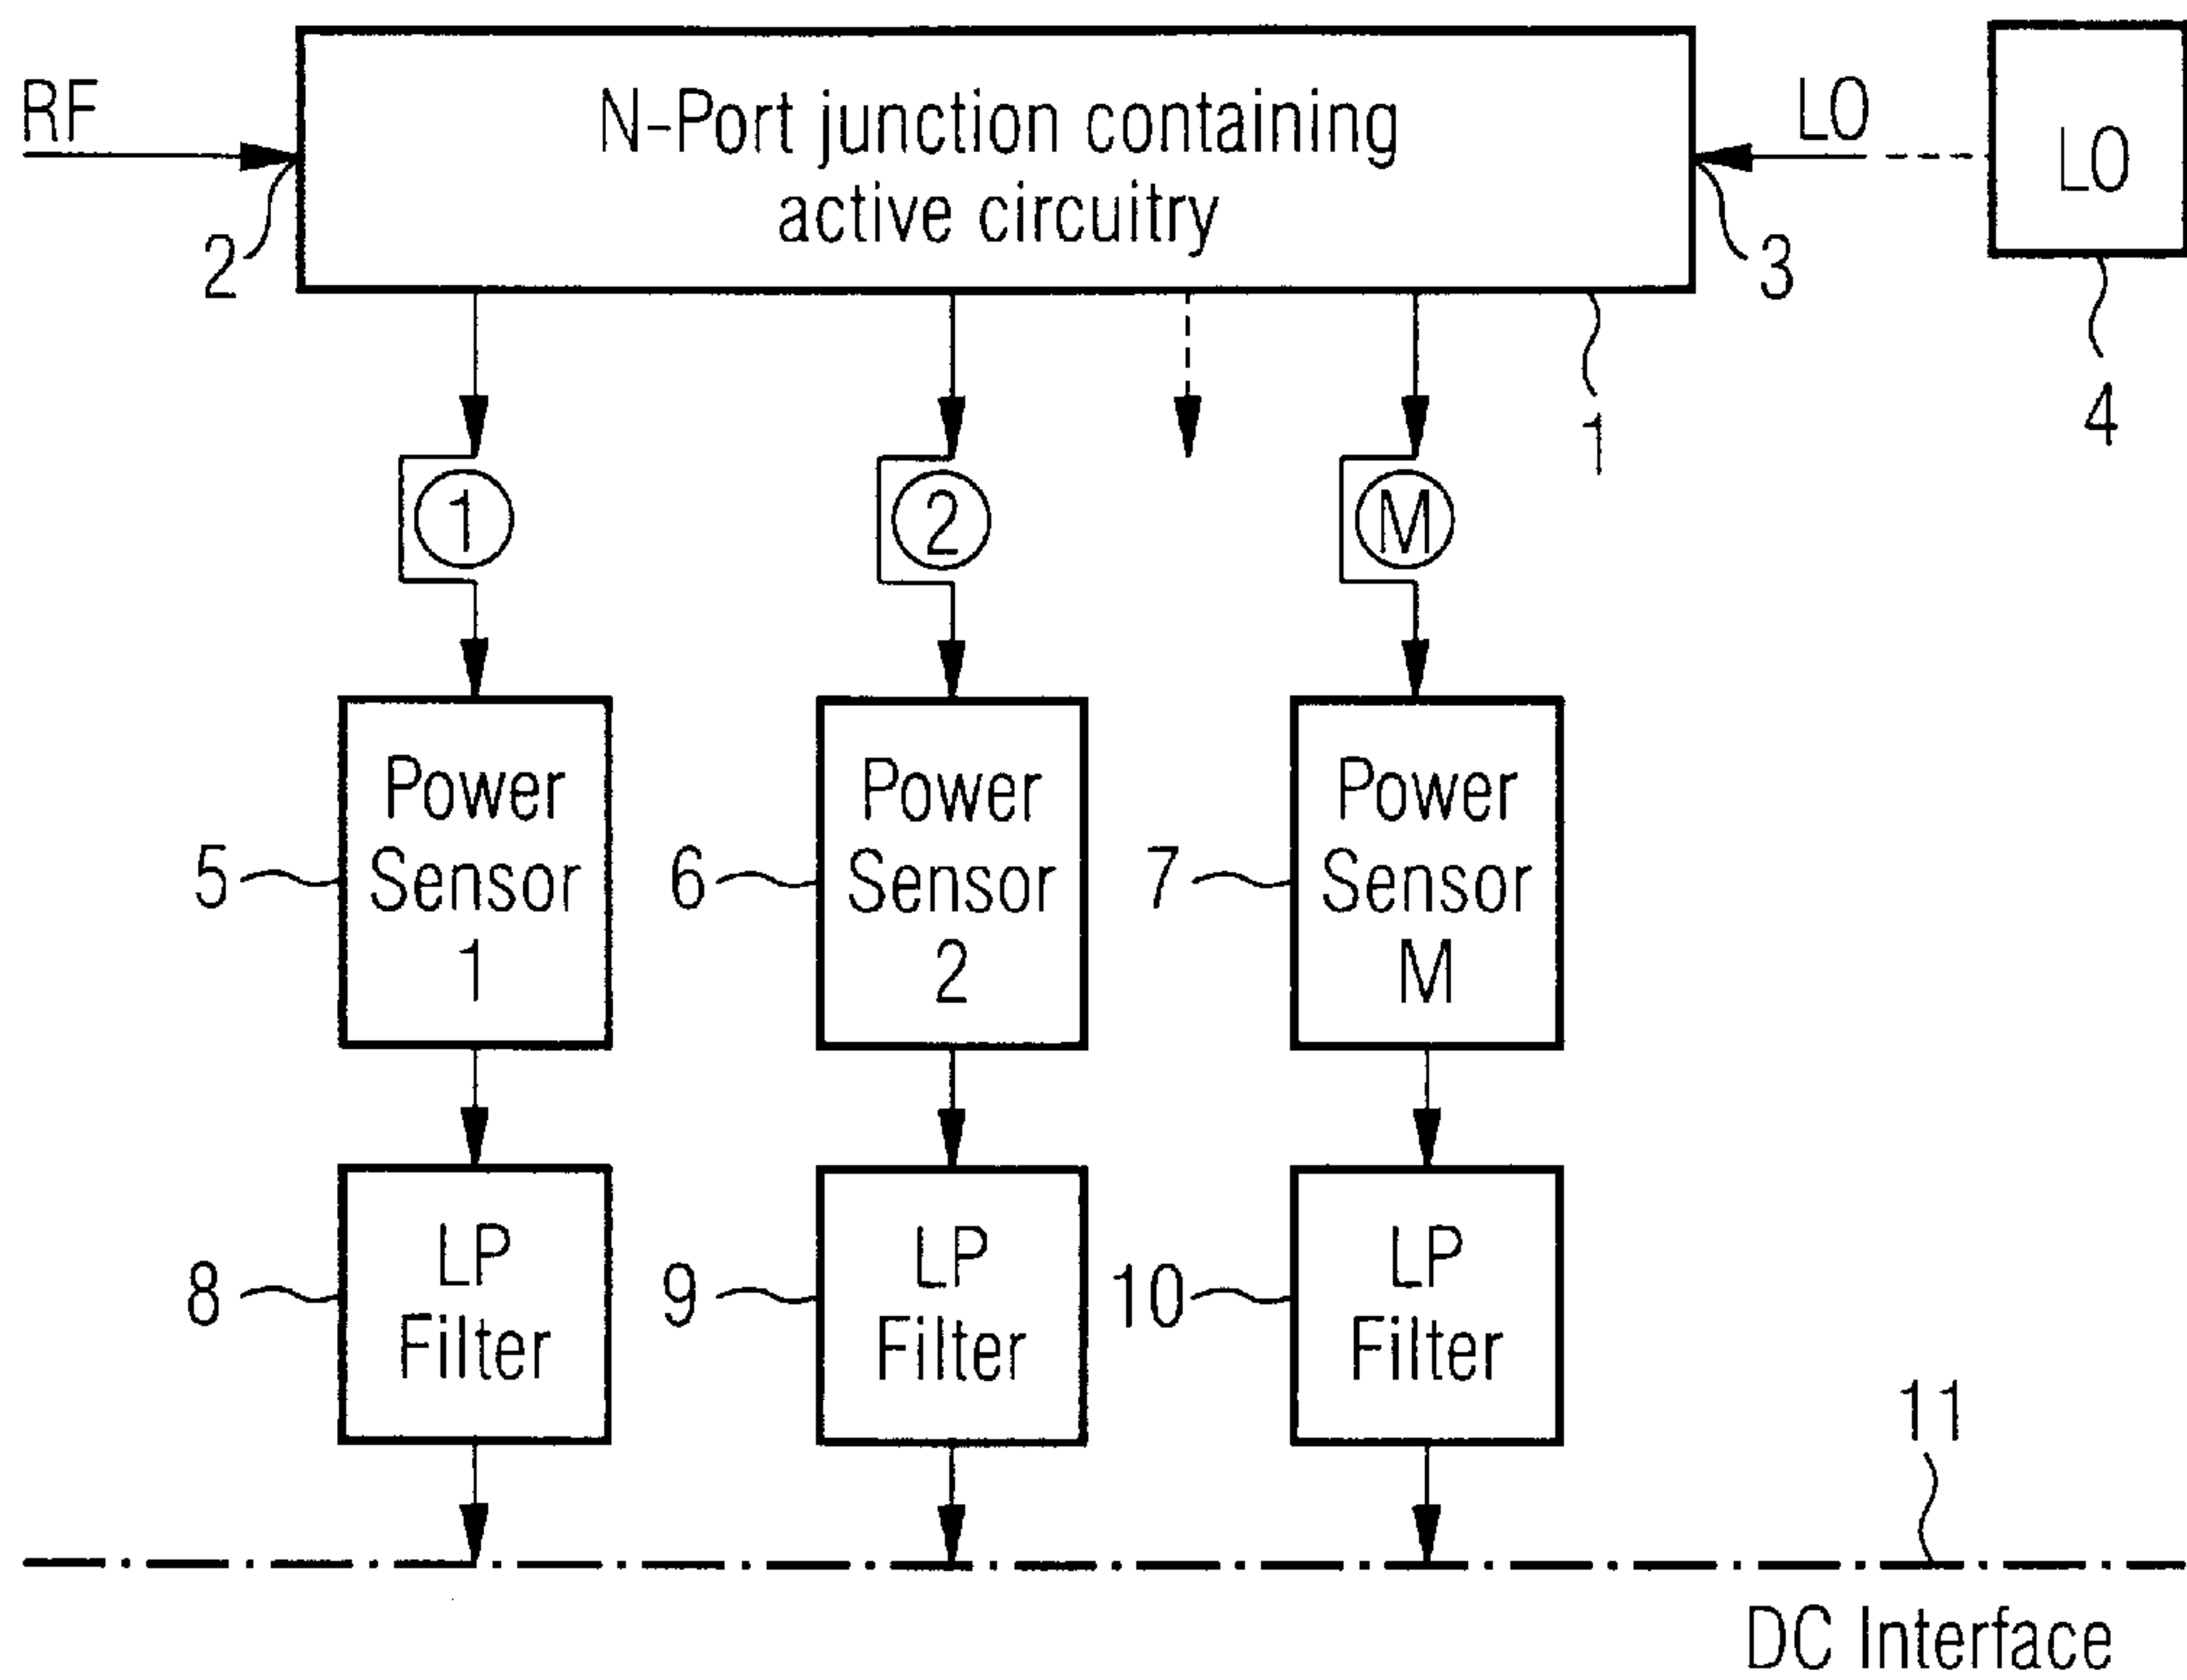 RF
N-Port junction containing
active circuitry
LO
LO
2
3
1
4
1
2
M
Power
Sensor
1
Power
Sensor
2
Power
Sensor
M
5
6
7
LP
Filter
LP
Filter
LP
Filter
8
9
10
11
DC Interface